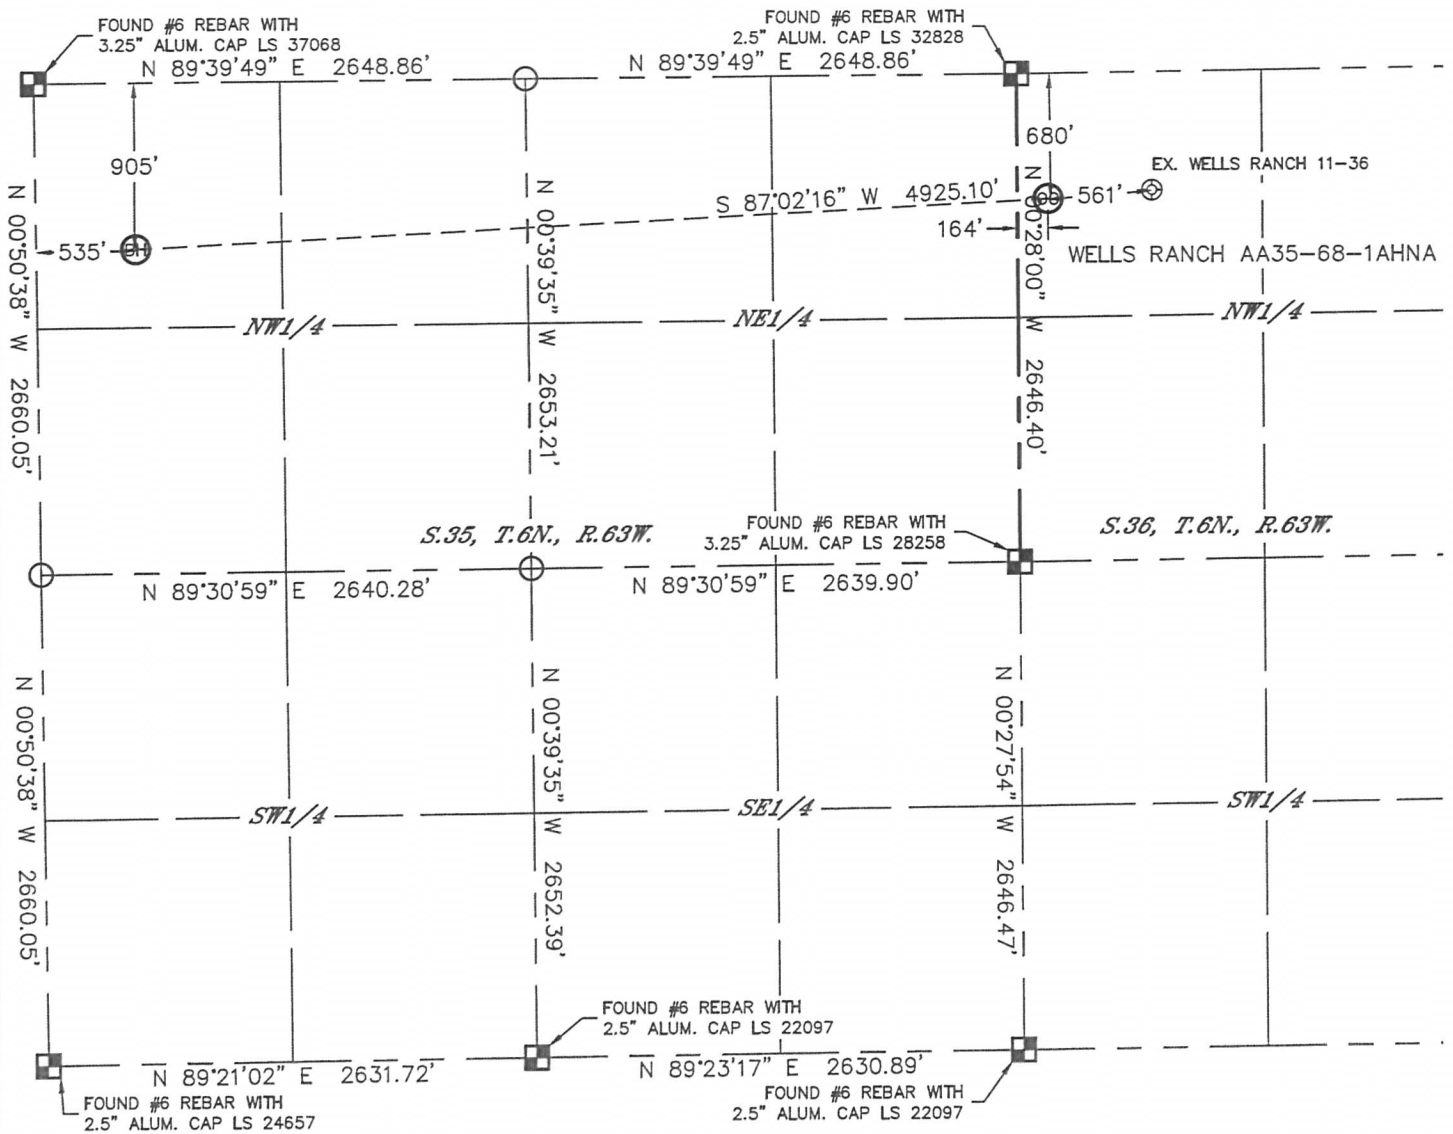 FOUND #6 REBAR WITH
3.25" ALUM. CAP LS 37068
FOUND #6 REBAR WITH
2.5" ALUM. CAP LS 32828
N 89°39'49" E 2648.86'
N 89°39'49" E 2648.86'
905'
680'
EX. WELLS RANCH 11-36
S 87°02'16" W 4925.10'
561'
535'
BH
164'
WELLS RANCH AA35-68-1AHNA
N 00°50'38" W 2660.05'
N 00°39'35" W 2653.21'
N 00°28'00" W 2646.40'
NW1/4
NE1/4
NW1/4
S.35, T.6N., R.63W.
FOUND #6 REBAR WITH
3.25" ALUM. CAP LS 28258
S.36, T.6N., R.63W.
N 89°30'59" E 2640.28'
N 89°30'59" E 2639.90'
N 00°50'38" W 2660.05'
N 00°39'35" W 2652.39'
N 00°27'54" W 2646.47'
SW1/4
SE1/4
SW1/4
FOUND #6 REBAR WITH
2.5" ALUM. CAP LS 22097
N 89°21'02" E 2631.72'
N 89°23'17" E 2630.89'
FOUND #6 REBAR WITH
2.5" ALUM. CAP LS 24657
FOUND #6 REBAR WITH
2.5" ALUM. CAP LS 22097